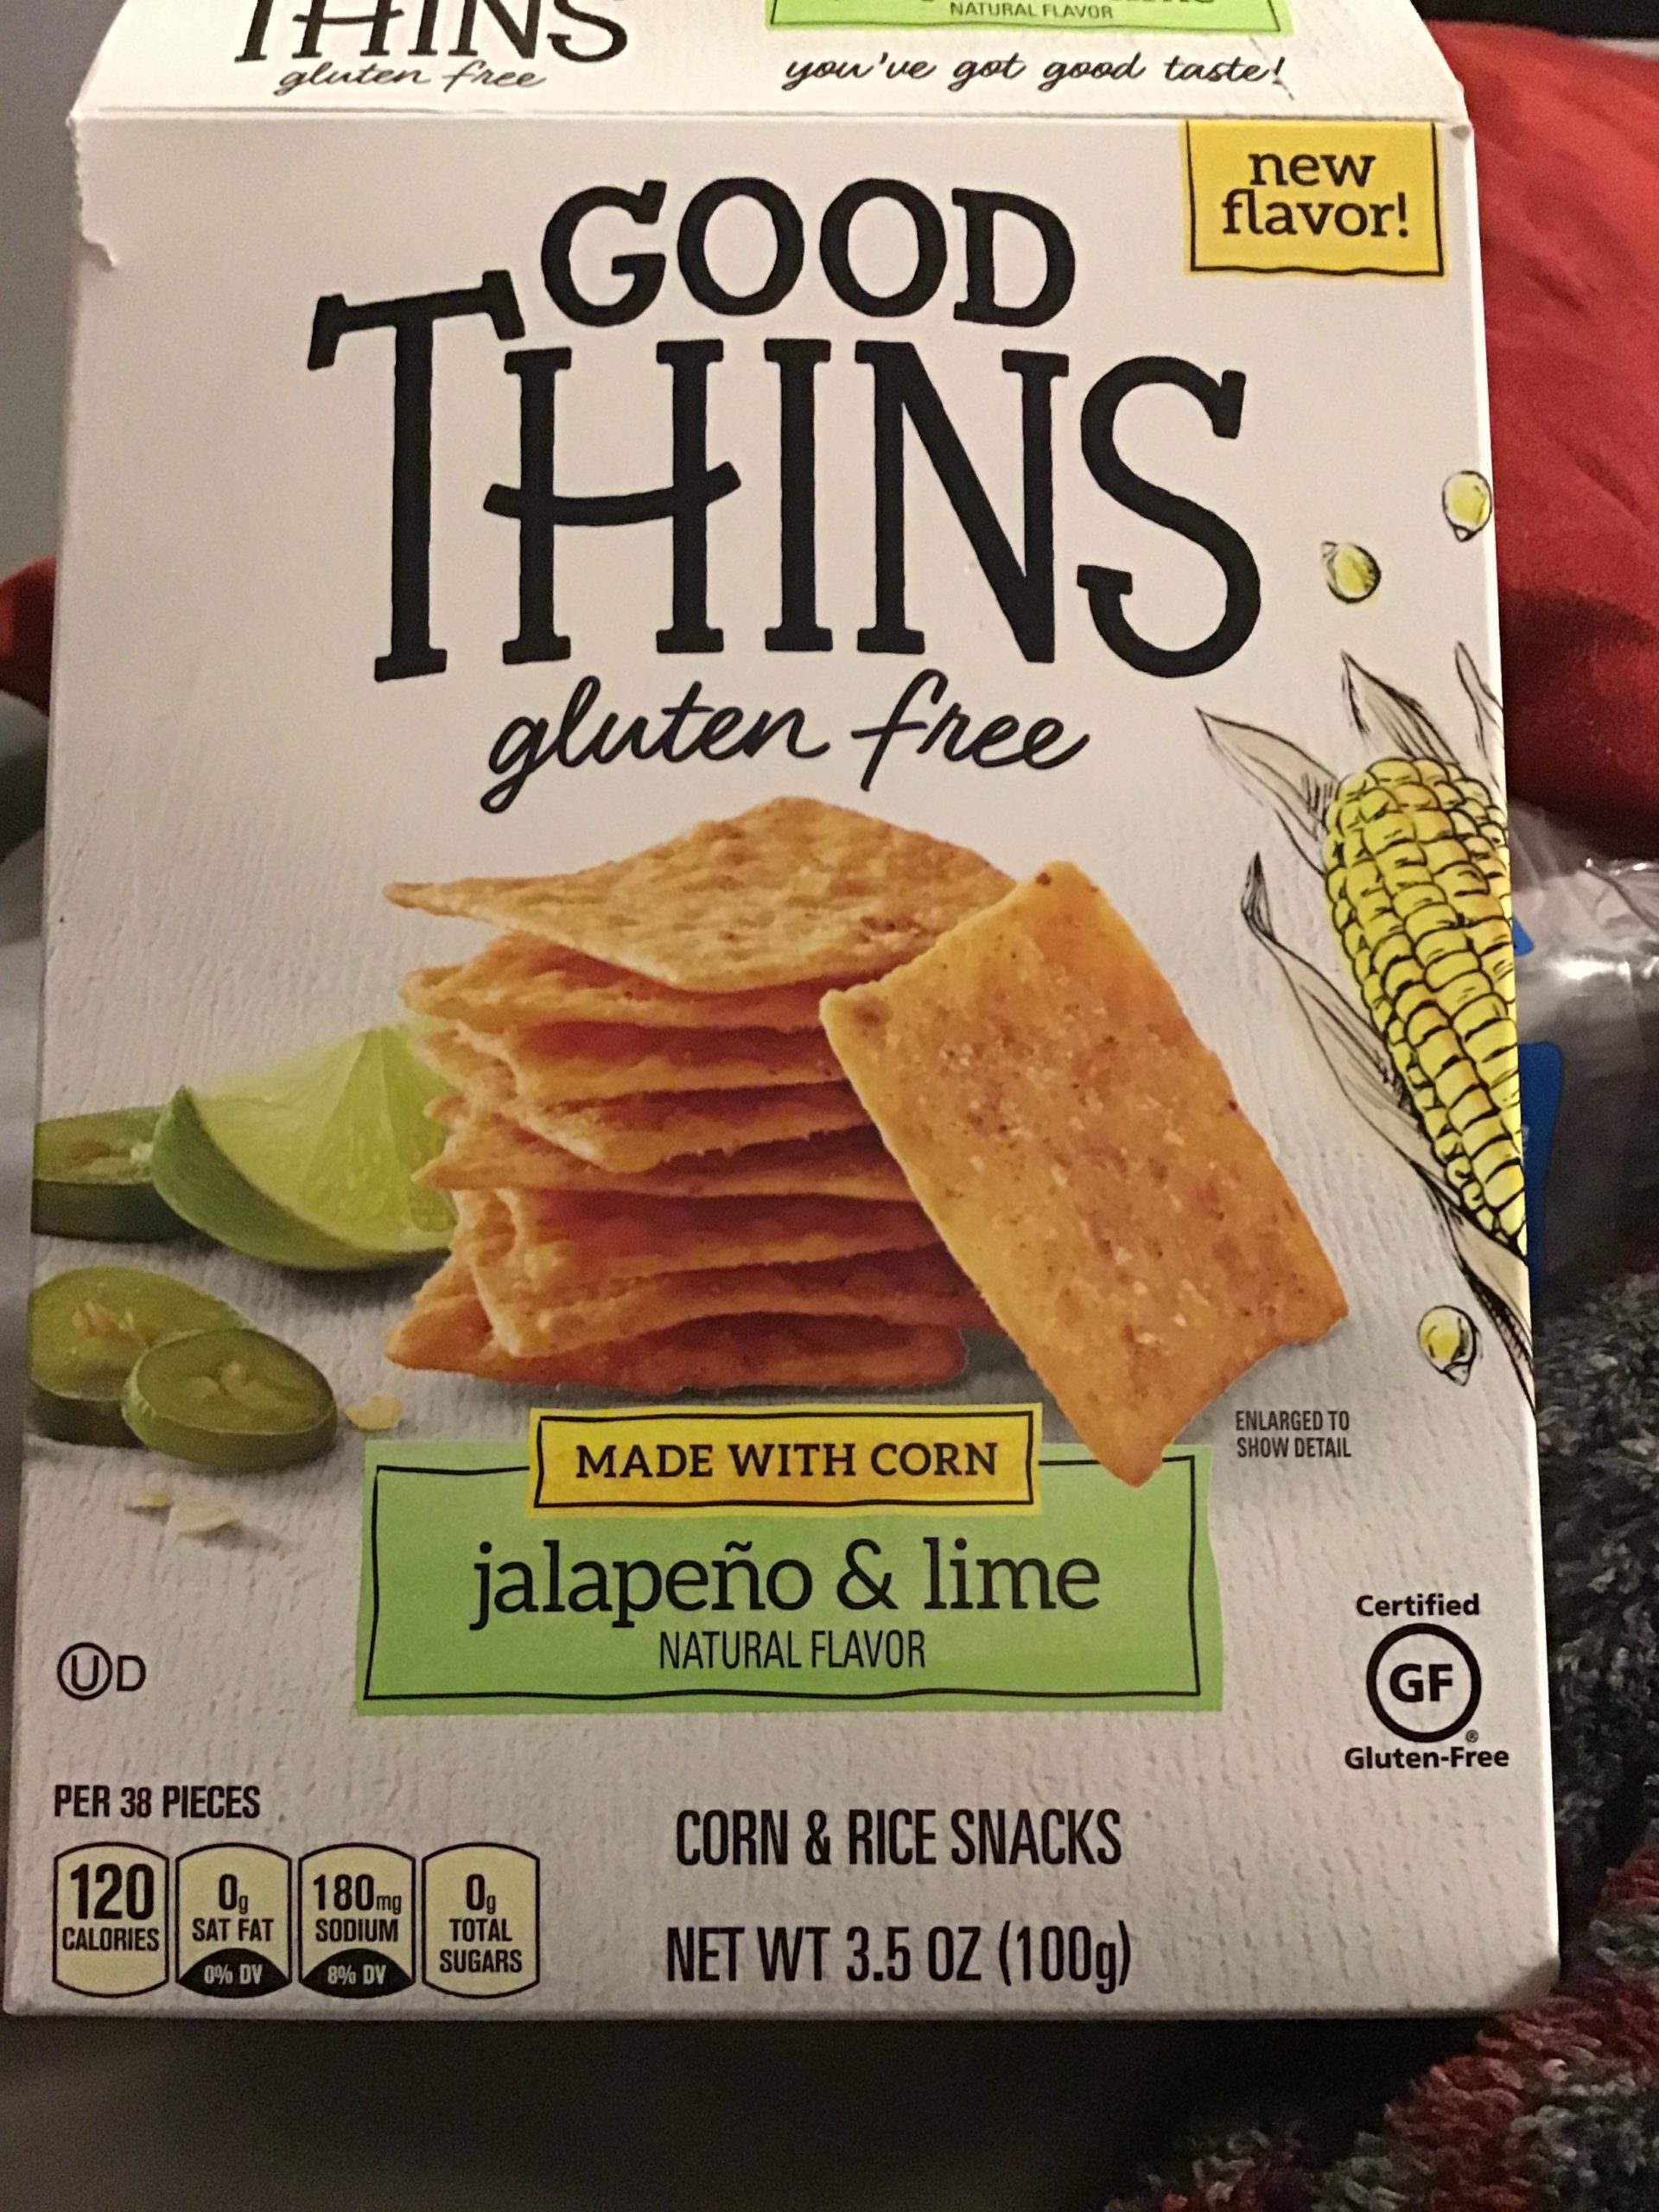 THINS
gluten free
NATURAL FLAVOR
you've got good taste!
new
flavor!
GOOD
THINS
gluten free
ENLARGED TO
SHOW DETAIL
MADE WITH CORN
jalapeño & lime
NATURAL FLAVOR
UD
Certified
GF
®
Gluten-Free
PER 38 PIECES
120
CALORIES
0g
SAT FAT
0% DV
180mg
SODIUM
8% DV
0g
TOTAL
SUGARS
CORN & RICE SNACKS
NET WT 3.5 OZ (100g)